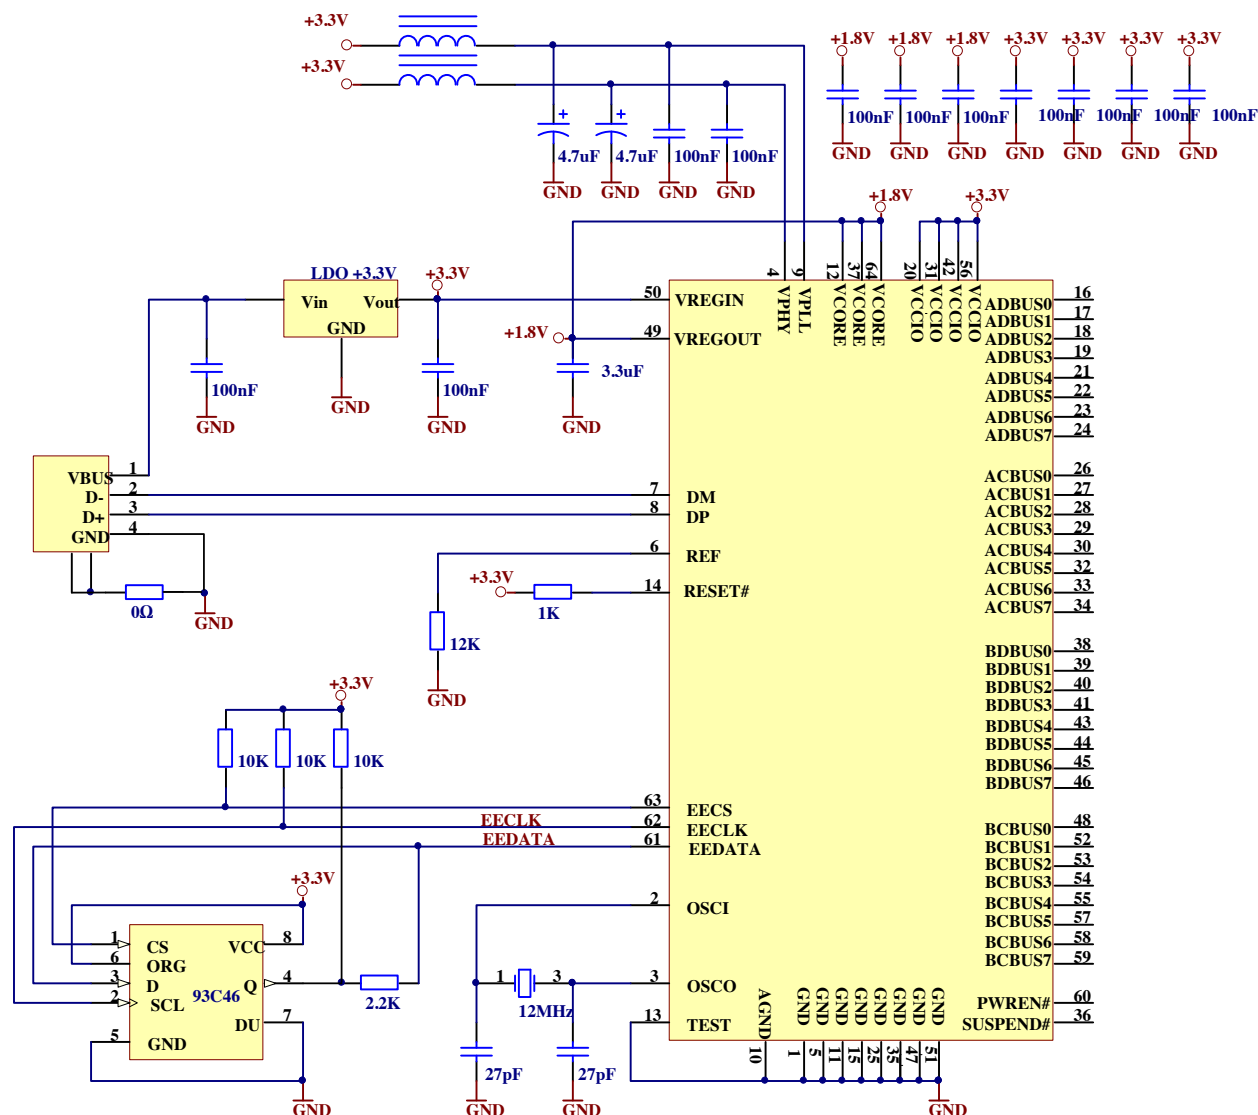 +3.3V
+3.3V
+
4.7uF
GND
+
4.7uF
GND
100nF
GND
100nF
GND
+1.8V +1.8V +1.8V +3.3V +3.3V +3.3V +3.3V
100nF 100nF 100nF 100nF 100nF 100nF 100nF
GND GND GND GND GND GND GND
+1.8V
+3.3V
4 9 12 37 64 20 31 42 56
VPHY VPLL VCORE VCORE VCORE VCCIO VCCIO VCCIO VCCIO
LDO +3.3V
Vin
Vout
GND
GND
+3.3V
100nF
GND
100nF
GND
50 VREGIN
+1.8V
49 VREGOUT
3.3uF
GND
VBUS 1
D- 2
D+ 3
GND 4
0Ω
GND
7 DM
8 DP
6 REF
12K
GND
+3.3V
1K
14 RESET#
+3.3V
10K 10K 10K
63 EECS
EECLK 62 EECLK
EEDATA 61 EEDATA
+3.3V
1 CS
6 ORG
3 D
2 SCL
5 GND
93C46
VCC 8
Q 4
DU 7
2.2K
GND
2 OSCI
1 3
12MHz
3 OSCO
27pF
GND
27pF
GND
13 TEST
AGND GND GND GND GND GND GND GND GND
10 1 5 11 15 25 35 47 51
GND
ADBUS0 16
ADBUS1 17
ADBUS2 18
ADBUS3 19
ADBUS4 21
ADBUS5 22
ADBUS6 23
ADBUS7 24
ACBUS0 26
ACBUS1 27
ACBUS2 28
ACBUS3 29
ACBUS4 30
ACBUS5 32
ACBUS6 33
ACBUS7 34
BDBUS0 38
BDBUS1 39
BDBUS2 40
BDBUS3 41
BDBUS4 43
BDBUS5 44
BDBUS6 45
BDBUS7 46
BCBUS0 48
BCBUS1 52
BCBUS2 53
BCBUS3 54
BCBUS4 55
BCBUS5 57
BCBUS6 58
BCBUS7 59
PWREN# 60
SUSPEND# 36